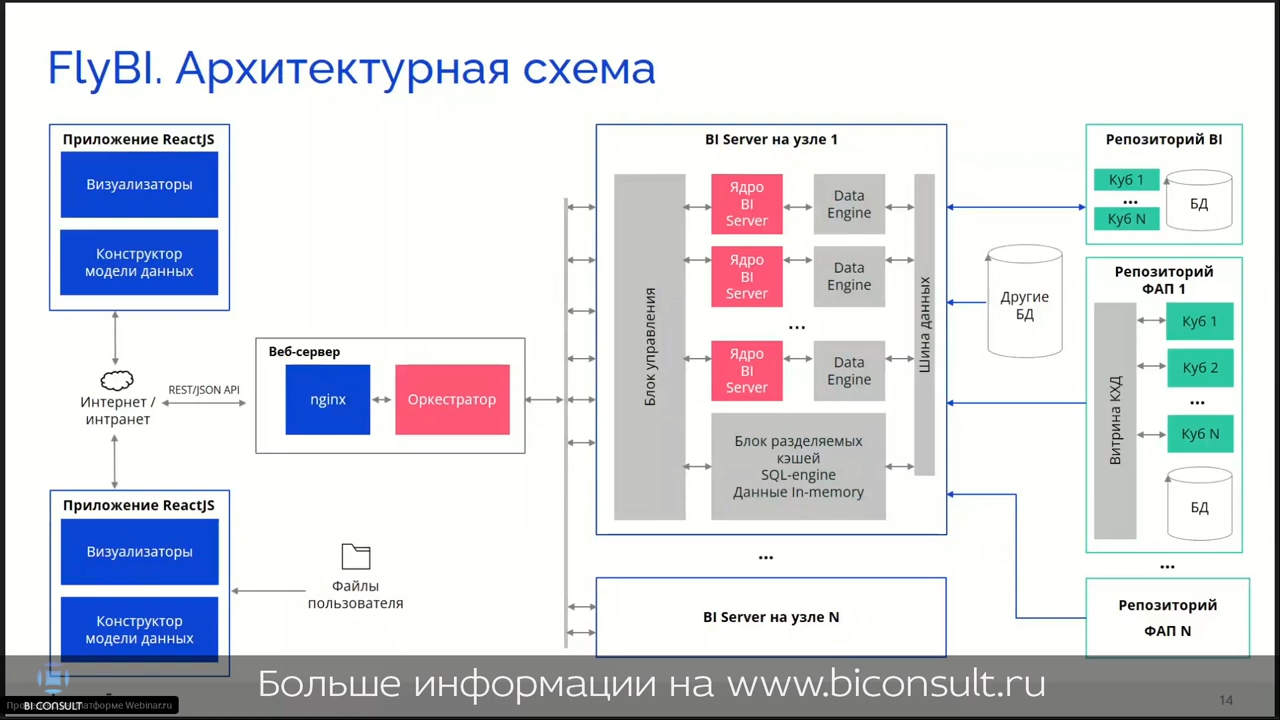 FlyBI. Архитектурная схема
Приложение ReactJS
Визуализаторы
Конструктор
модели данных
Интернет /
интранет
REST/JSON API
Веб-сервер
nginx
Оркестратор
Приложение ReactJS
Визуализаторы
Конструктор
модели данных
Файлы
пользователя
BI Server на узле 1
Блок управления
Ядро
BI
Server
Data
Engine
Ядро
BI
Server
Data
Engine
...
Ядро
BI
Server
Data
Engine
Блок разделяемых
кэшей
SQL-engine
Данные In-memory
Шина данных
...
BI Server на узле N
Репозиторий BI
Куб 1
...
Куб N
БД
Другие
БД
Репозиторий
ФАП 1
Витрина КХД
Куб 1
Куб 2
...
Куб N
БД
...
Репозиторий
ФАП N
Больше информации на www.biconsult.ru
BI CONSULT
платформе Webinar.ru
14